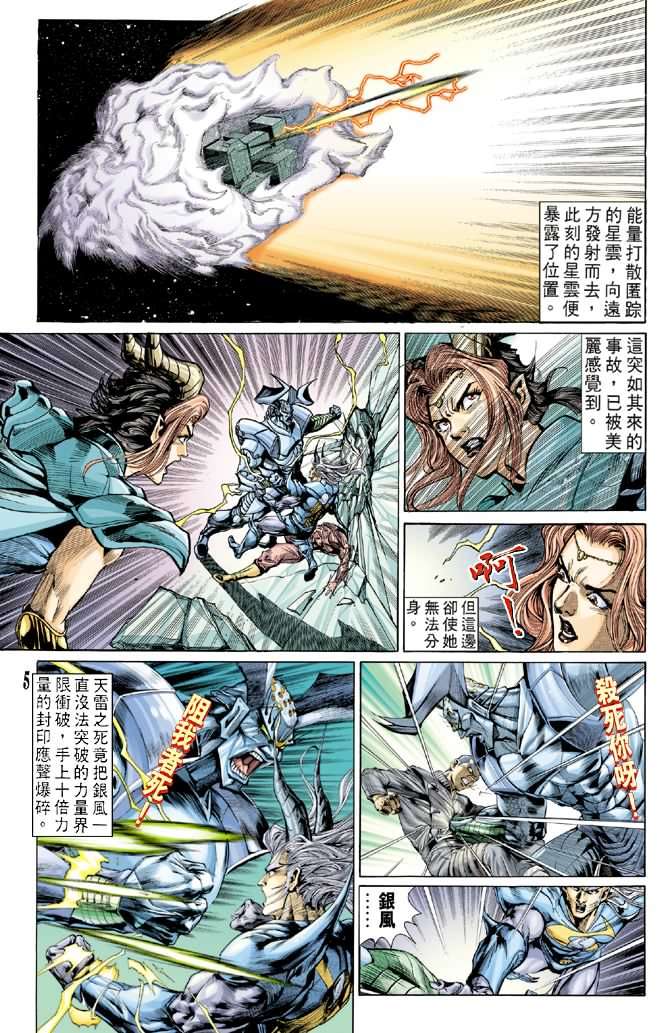 能量打散匿踪
的星雲，向遠
方發射而去，
此刻的星雲便
暴露了位置。
這突如其來的
事故，已被美
麗感覺到。
啊！
但這邊
卻使她
無法分
身。
殺死你呀！
銀風
……
阻我者死！
天雷之死竟把銀風一
直沒法突破的力量界
限衝破，手上十倍力
量的封印應聲爆碎。
5